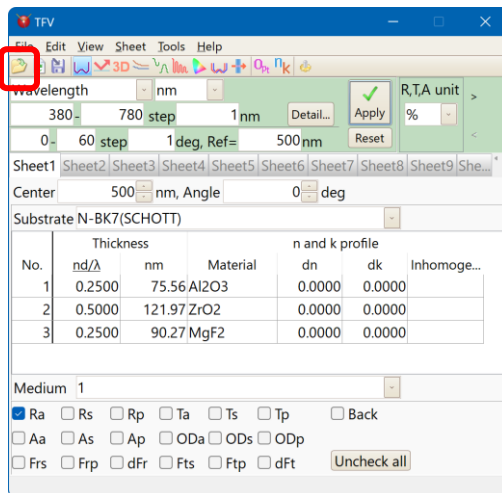 TFV
File Edit View Sheet Tools Help
3D Opt nk
Wavelength nm
380 - 780 step 1 nm Detail... Apply
R,T,A unit
% >
0 - 60 step 1 deg, Ref= 500 nm Reset <
Sheet1 Sheet2 Sheet3 Sheet4 Sheet5 Sheet6 Sheet7 Sheet8 Sheet9 She...
Center 500 nm, Angle 0 deg
Substrate N-BK7(SCHOTT)
Thickness n and k profile
No. nd/λ nm Material dn dk Inhomoge...
1 0.2500 75.56 Al2O3 0.0000 0.0000
2 0.5000 121.97 ZrO2 0.0000 0.0000
3 0.2500 90.27 MgF2 0.0000 0.0000
Medium 1
Ra Rs Rp Ta Ts Tp Back
Aa As Ap ODa ODs ODp
Frs Frp dFr Fts Ftp dFt Uncheck all